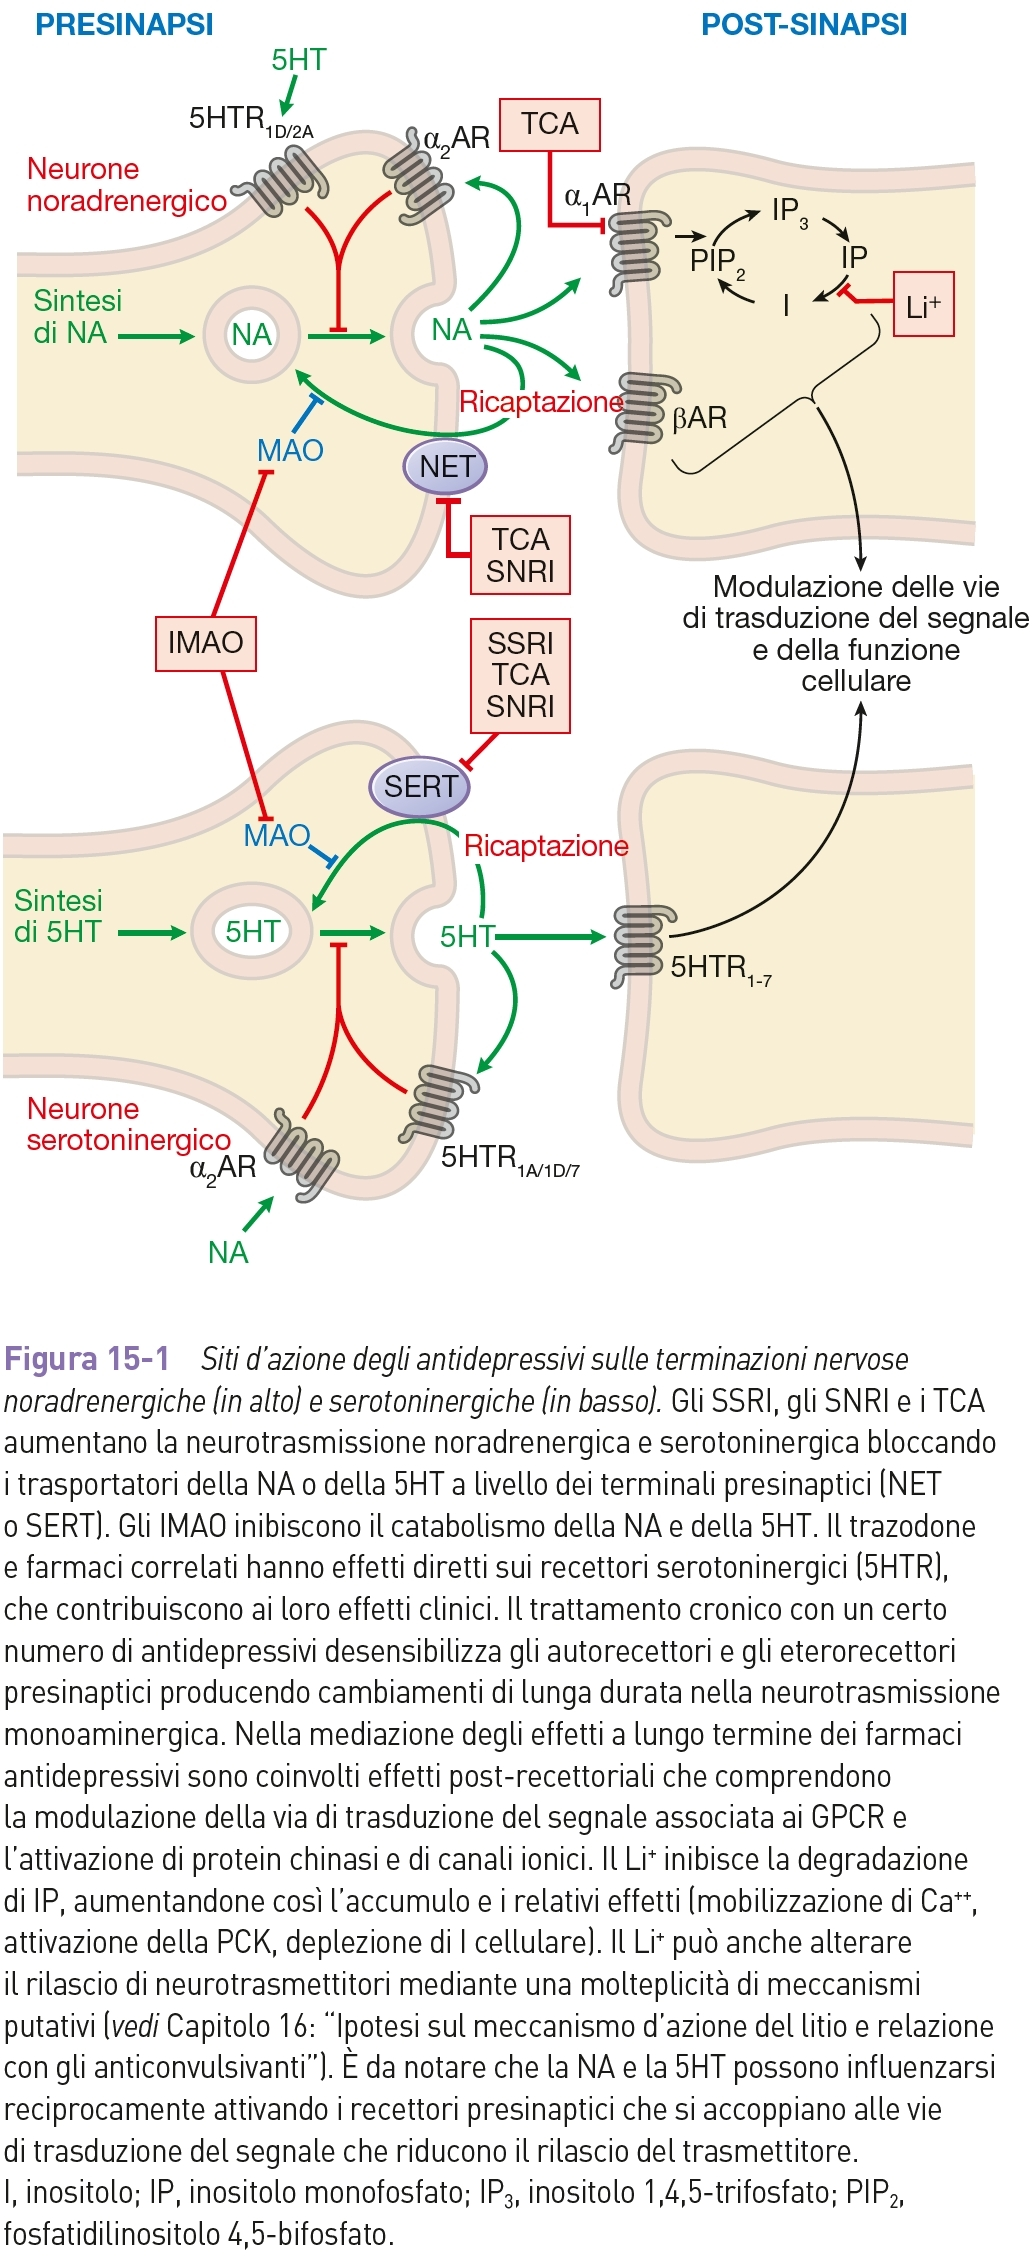 PRESINAPSI
POST-SINAPSI
5HT
5HTR1D/2A
α2AR
TCA
Neurone
noradrenergico
α1AR
IP3
PIP2
IP
I
Li+
Sintesi
di NA
NA
NA
Ricaptazione
βAR
MAO
NET
TCA
SNRI
Modulazione delle vie
di trasduzione del segnale
e della funzione
cellulare
IMAO
SSRI
TCA
SNRI
SERT
MAO
Ricaptazione
Sintesi
di 5HT
5HT
5HT
5HTR1-7
Neurone
serotoninergico
α2AR
5HTR1A/1D/7
NA
Figura 15-1 Siti d'azione degli antidepressivi sulle terminazioni nervose
noradrenergiche (in alto) e serotoninergiche (in basso). Gli SSRI, gli SNRI e i TCA
aumentano la neurotrasmissione noradrenergica e serotoninergica bloccando
i trasportatori della NA o della 5HT a livello dei terminali presinaptici (NET
o SERT). Gli IMAO inibiscono il catabolismo della NA e della 5HT. Il trazodone
e farmaci correlati hanno effetti diretti sui recettori serotoninergici (5HTR),
che contribuiscono ai loro effetti clinici. Il trattamento cronico con un certo
numero di antidepressivi desensibilizza gli autorecettori e gli eterorecettori
presinaptici producendo cambiamenti di lunga durata nella neurotrasmissione
monoaminergica. Nella mediazione degli effetti a lungo termine dei farmaci
antidepressivi sono coinvolti effetti post-recettoriali che comprendono
la modulazione della via di trasduzione del segnale associata ai GPCR e
l'attivazione di protein chinasi e di canali ionici. Il Li+ inibisce la degradazione
di IP, aumentandone così l'accumulo e i relativi effetti (mobilizzazione di Ca++,
attivazione della PCK, deplezione di I cellulare). Il Li+ può anche alterare
il rilascio di neurotrasmettitori mediante una molteplicità di meccanismi
putativi (vedi Capitolo 16: "Ipotesi sul meccanismo d'azione del litio e relazione
con gli anticonvulsivanti"). È da notare che la NA e la 5HT possono influenzarsi
reciprocamente attivando i recettori presinaptici che si accoppiano alle vie
di trasduzione del segnale che riducono il rilascio del trasmettitore.
I, inositolo; IP, inositolo monofosfato; IP3, inositolo 1,4,5-trifosfato; PIP2,
fosfatidilinositolo 4,5-bifosfato.